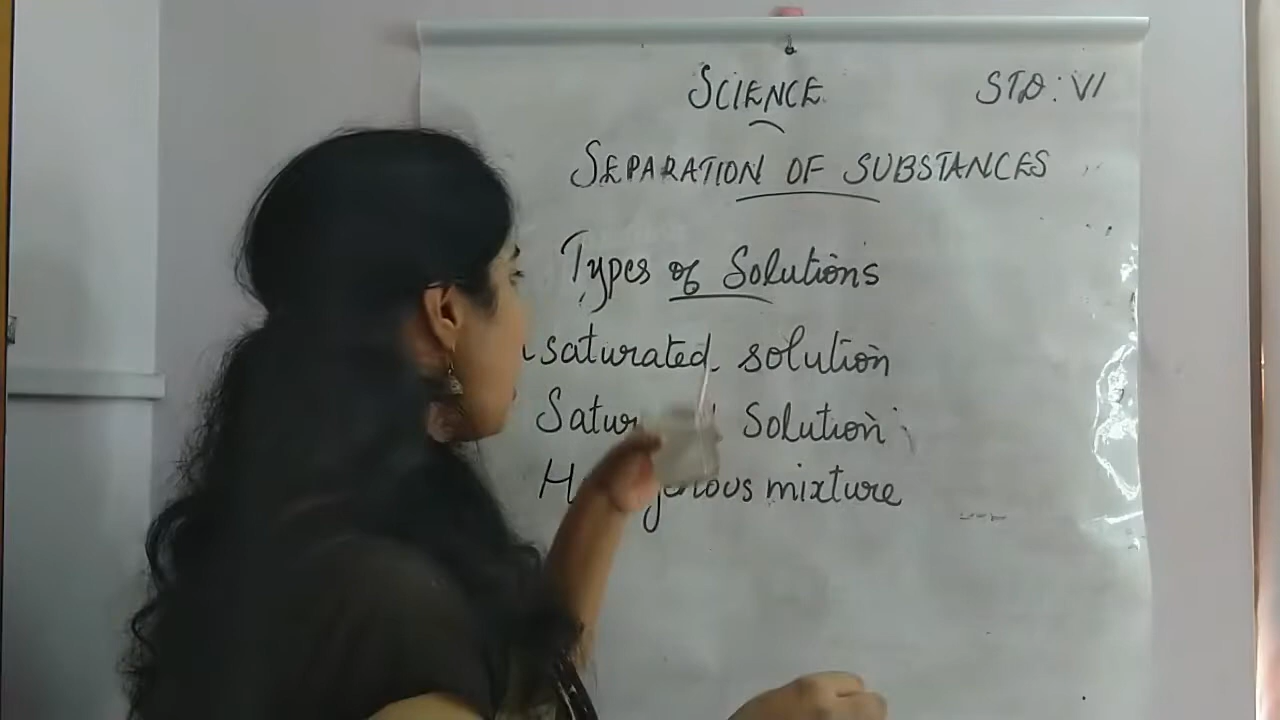 SCIENCE STD: VI
SEPARATION OF SUBSTANCES
Types of Solutions
saturated solution
Solution
mixture